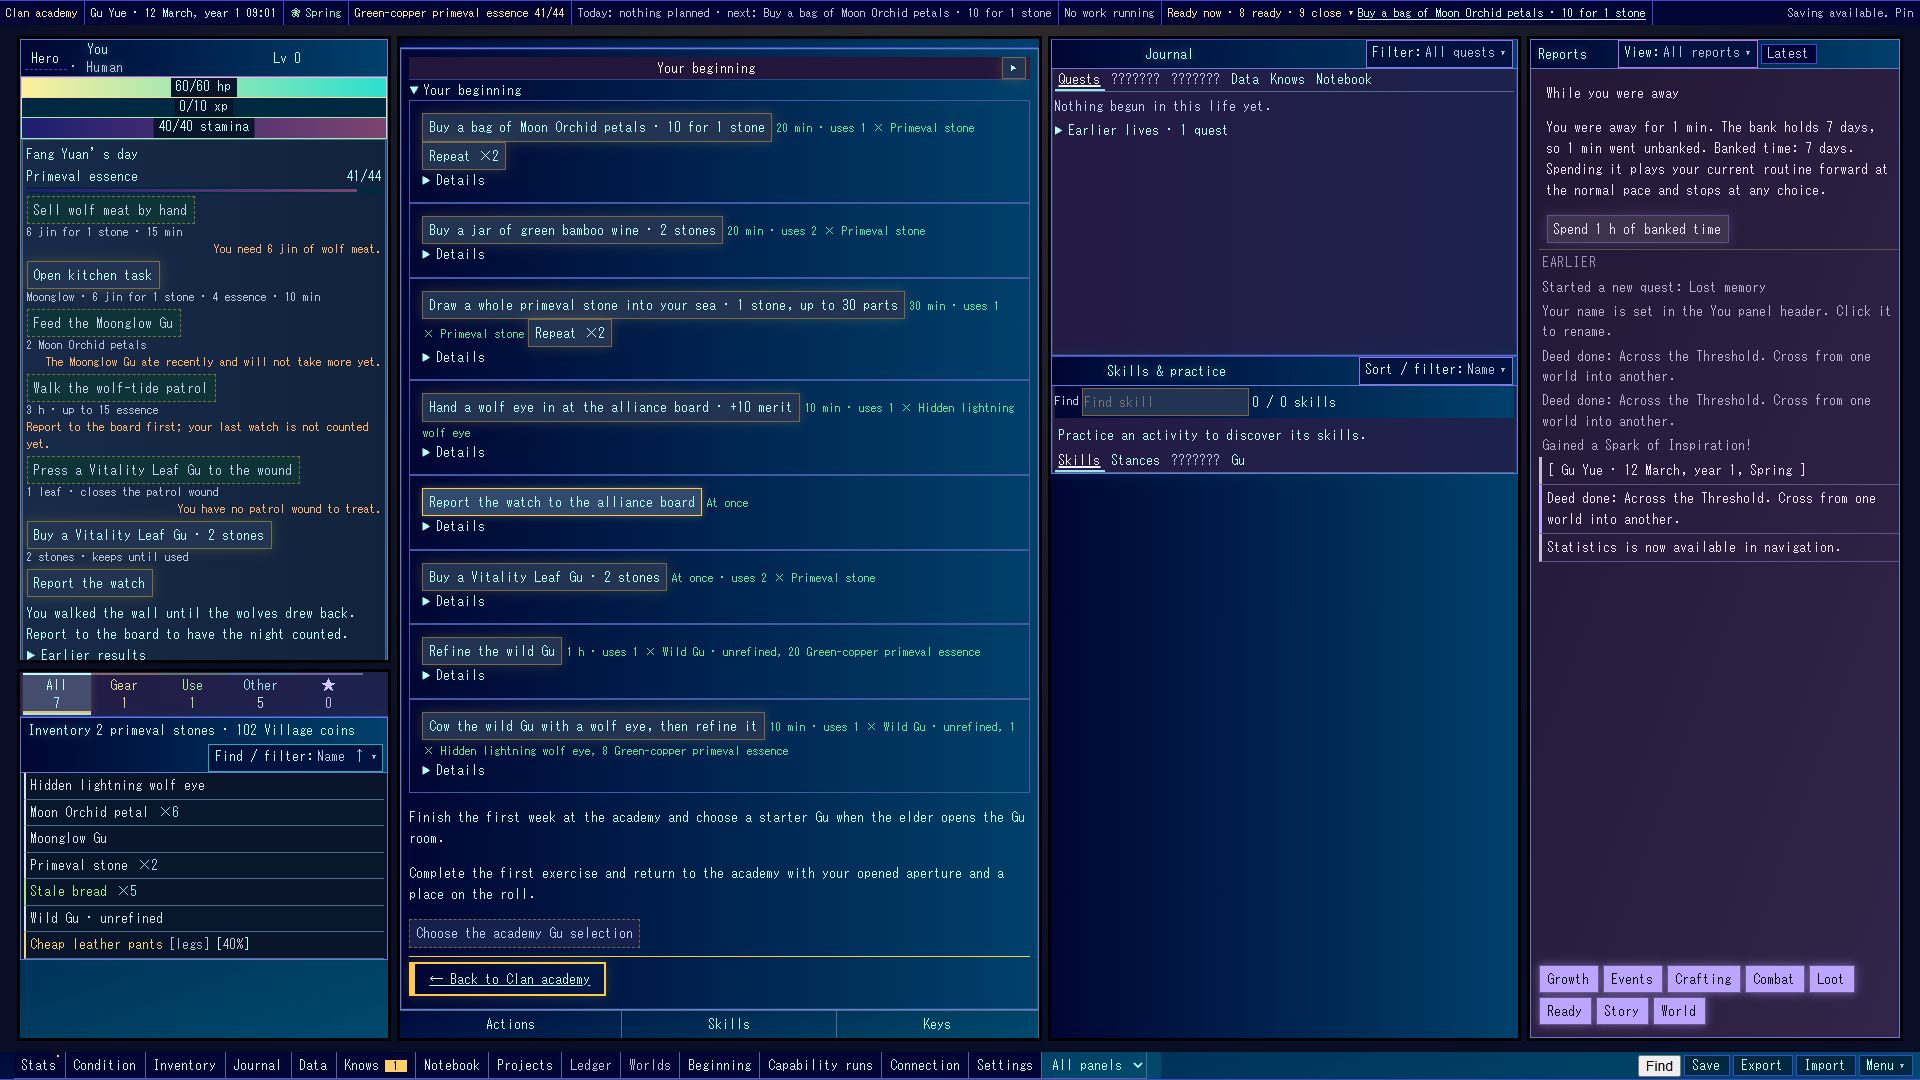 Clan academy
Gu Yue · 12 March, year 1 09:01
❀ Spring
Green-copper primeval essence 41/44
Today: nothing planned · next: Buy a bag of Moon Orchid petals · 10 for 1 stone
No work running
Ready now · 8 ready · 9 close ▾ Buy a bag of Moon Orchid petals · 10 for 1 stone
Saving available. Pin
Hero · You
Human
Lv 0
60/60 hp
0/10 xp
40/40 stamina
Fang Yuan's day
Primeval essence 41/44
Sell wolf meat by hand
6 jin for 1 stone · 15 min
You need 6 jin of wolf meat.
Open kitchen task
Moonglow · 6 jin for 1 stone · 4 essence · 10 min
Feed the Moonglow Gu
2 Moon Orchid petals
The Moonglow Gu ate recently and will not take more yet.
Walk the wolf-tide patrol
3 h · up to 15 essence
Report to the board first; your last watch is not counted
yet.
Press a Vitality Leaf Gu to the wound
1 leaf · closes the patrol wound
You have no patrol wound to treat.
Buy a Vitality Leaf Gu · 2 stones
2 stones · keeps until used
Report the watch
You walked the wall until the wolves drew back.
Report to the board to have the night counted.
▶ Earlier results
All Gear Use Other ★
7 1 1 5 0
Inventory 2 primeval stones · 102 Village coins
Find / filter: Name ↑ ▾
Hidden lightning wolf eye
Moon Orchid petal ×6
Moonglow Gu
Primeval stone ×2
Stale bread ×5
Wild Gu · unrefined
Cheap leather pants [legs] [40%]
Your beginning ▸
▼ Your beginning
Buy a bag of Moon Orchid petals · 10 for 1 stone 20 min · uses 1 × Primeval stone
Repeat ×2
▶ Details
Buy a jar of green bamboo wine · 2 stones 20 min · uses 2 × Primeval stone
▶ Details
Draw a whole primeval stone into your sea · 1 stone, up to 30 parts 30 min · uses 1
× Primeval stone Repeat ×2
▶ Details
Hand a wolf eye in at the alliance board · +10 merit 10 min · uses 1 × Hidden lightning
wolf eye
▶ Details
Report the watch to the alliance board At once
▶ Details
Buy a Vitality Leaf Gu · 2 stones At once · uses 2 × Primeval stone
▶ Details
Refine the wild Gu 1 h · uses 1 × Wild Gu · unrefined, 20 Green-copper primeval essence
▶ Details
Cow the wild Gu with a wolf eye, then refine it 10 min · uses 1 × Wild Gu · unrefined, 1
× Hidden lightning wolf eye, 8 Green-copper primeval essence
▶ Details
Finish the first week at the academy and choose a starter Gu when the elder opens the Gu
room.
Complete the first exercise and return to the academy with your opened aperture and a
place on the roll.
Choose the academy Gu selection
← Back to Clan academy
Actions Skills Keys
Journal
Filter: All quests ▾
Quests ??????? ??????? Data Knows Notebook
Nothing begun in this life yet.
▶ Earlier lives · 1 quest
Skills & practice
Sort / filter: Name ▾
Find Find skill 0 / 0 skills
Practice an activity to discover its skills.
Skills Stances ??????? Gu
Reports
View: All reports ▾
Latest
While you were away
You were away for 1 min. The bank holds 7 days,
so 1 min went unbanked. Banked time: 7 days.
Spending it plays your current routine forward at
the normal pace and stops at any choice.
Spend 1 h of banked time
EARLIER
Started a new quest: Lost memory
Your name is set in the You panel header. Click it
to rename.
Deed done: Across the Threshold. Cross from one
world into another.
Deed done: Across the Threshold. Cross from one
world into another.
Gained a Spark of Inspiration!
[ Gu Yue · 12 March, year 1, Spring ]
Deed done: Across the Threshold. Cross from one
world into another.
Statistics is now available in navigation.
Growth Events Crafting Combat Loot
Ready Story World
Stats Condition Inventory Journal Data Knows 1 Notebook Projects Ledger Worlds Beginning Capability runs Connection Settings All panels
Find Save Export Import Menu ▾